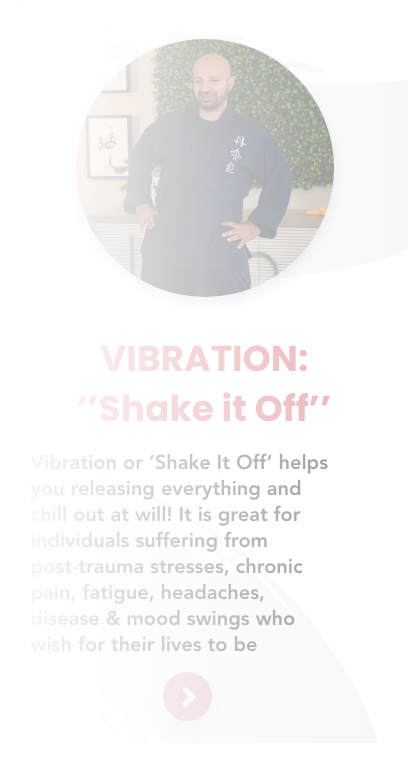 VIBRATION:
‘‘Shake it Off’’
Vibration or ‘Shake It Off’ helps
you releasing everything and
chill out at will! It is great for
individuals suffering from
post-trauma stresses, chronic
pain, fatigue, headaches,
disease & mood swings who
wish for their lives to be